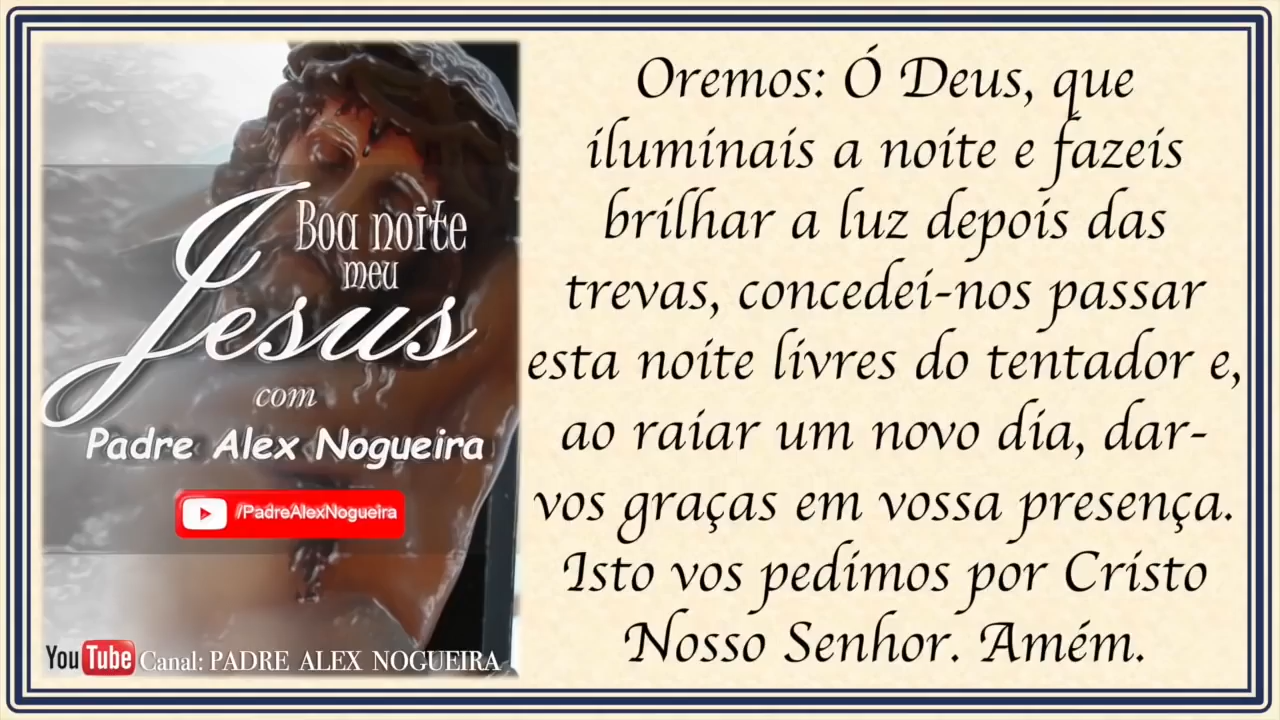 Boa noite
meu
Jesus
com
Padre Alex Nogueira
/PadreAlexNogueira
YouTube Canal: PADRE ALEX NOGUEIRA
Oremos: Ó Deus, que
iluminais a noite e fazeis
brilhar a luz depois das
trevas, concedei-nos passar
esta noite livres do tentador e,
ao raiar um novo dia, dar-
vos graças em vossa presença.
Isto vos pedimos por Cristo
Nosso Senhor. Amém.